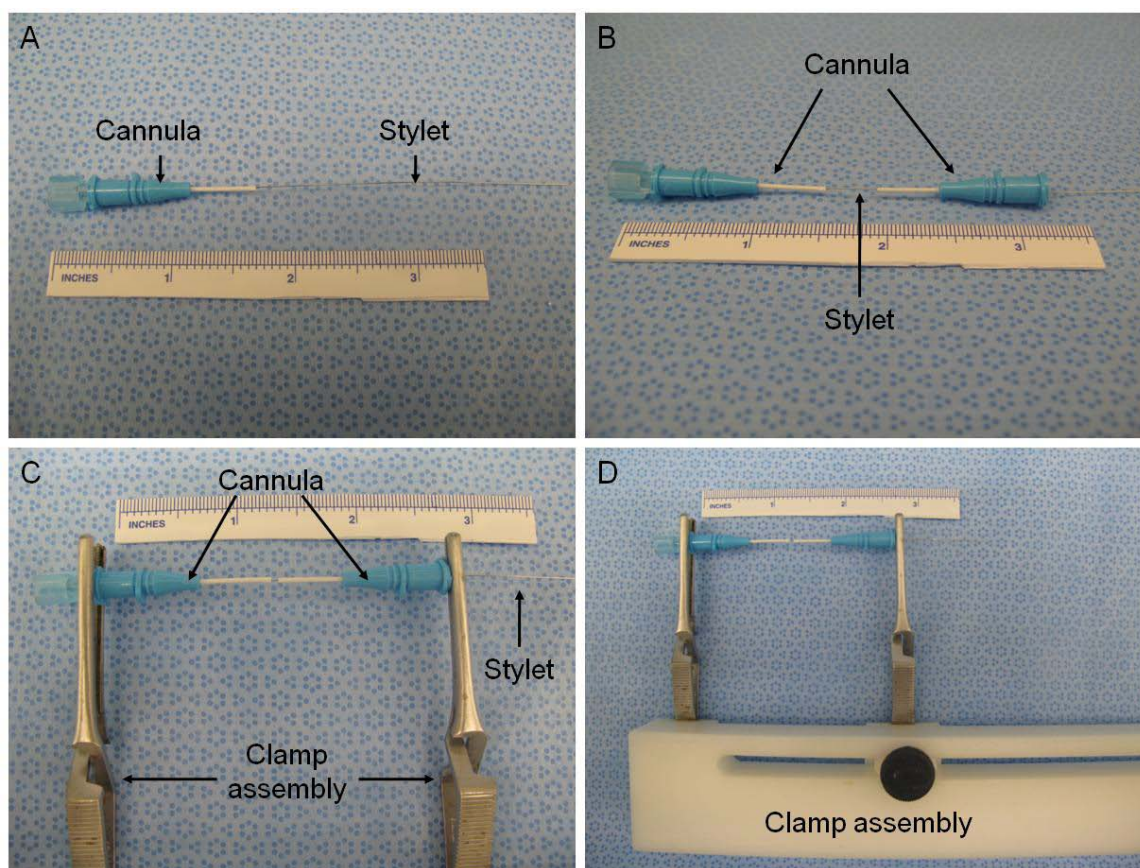 A
Cannula
Stylet
INCHES 1 2 3
B
Cannula
INCHES 1 2 3
Stylet
C
Cannula
INCHES 1 2 3
Stylet
Clamp
assembly
D
INCHES 1 2 3
Clamp assembly